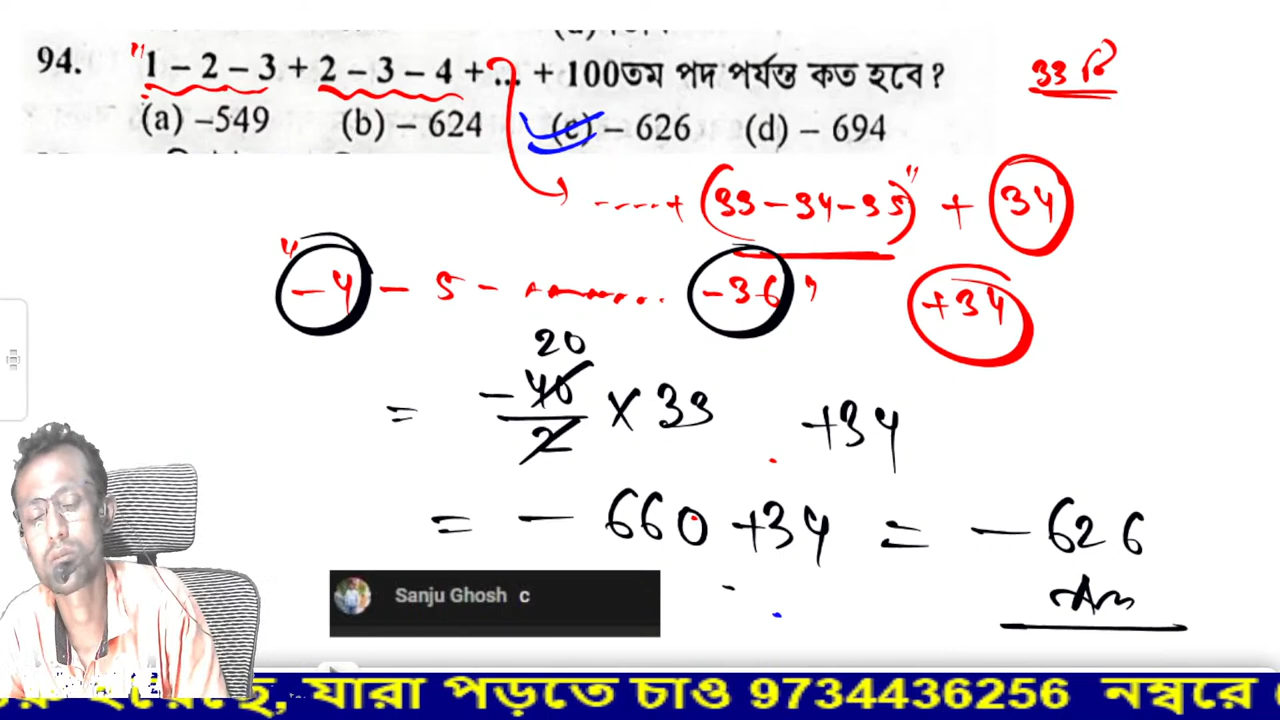 94. "1 – 2 – 3 + 2 – 3 – 4 + ... + 100তম পদ পর্যন্ত কত হবে?
33 টি
(a) –549 (b) – 624 (c) – 626 (d) – 694
.....+ (33 – 34 – 35)" + 34
"–4 – 5 – ........ –36" +34
20
= –40/2 × 33 +34
= – 660 +34 = – 626
Ans
Sanju Ghosh c
হয়েছে, যারা পড়তে চাও 9734436256 নম্বরে